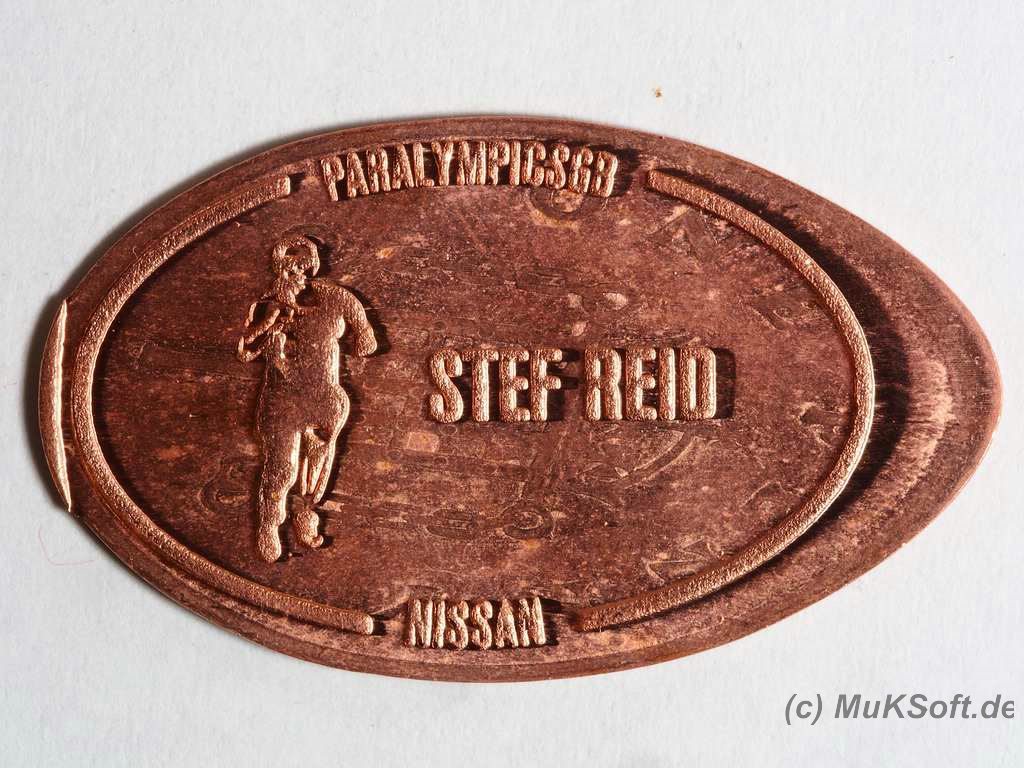 PARALYMPICSGB
STEF REID
NISSAN
(c) MuKSoft.de